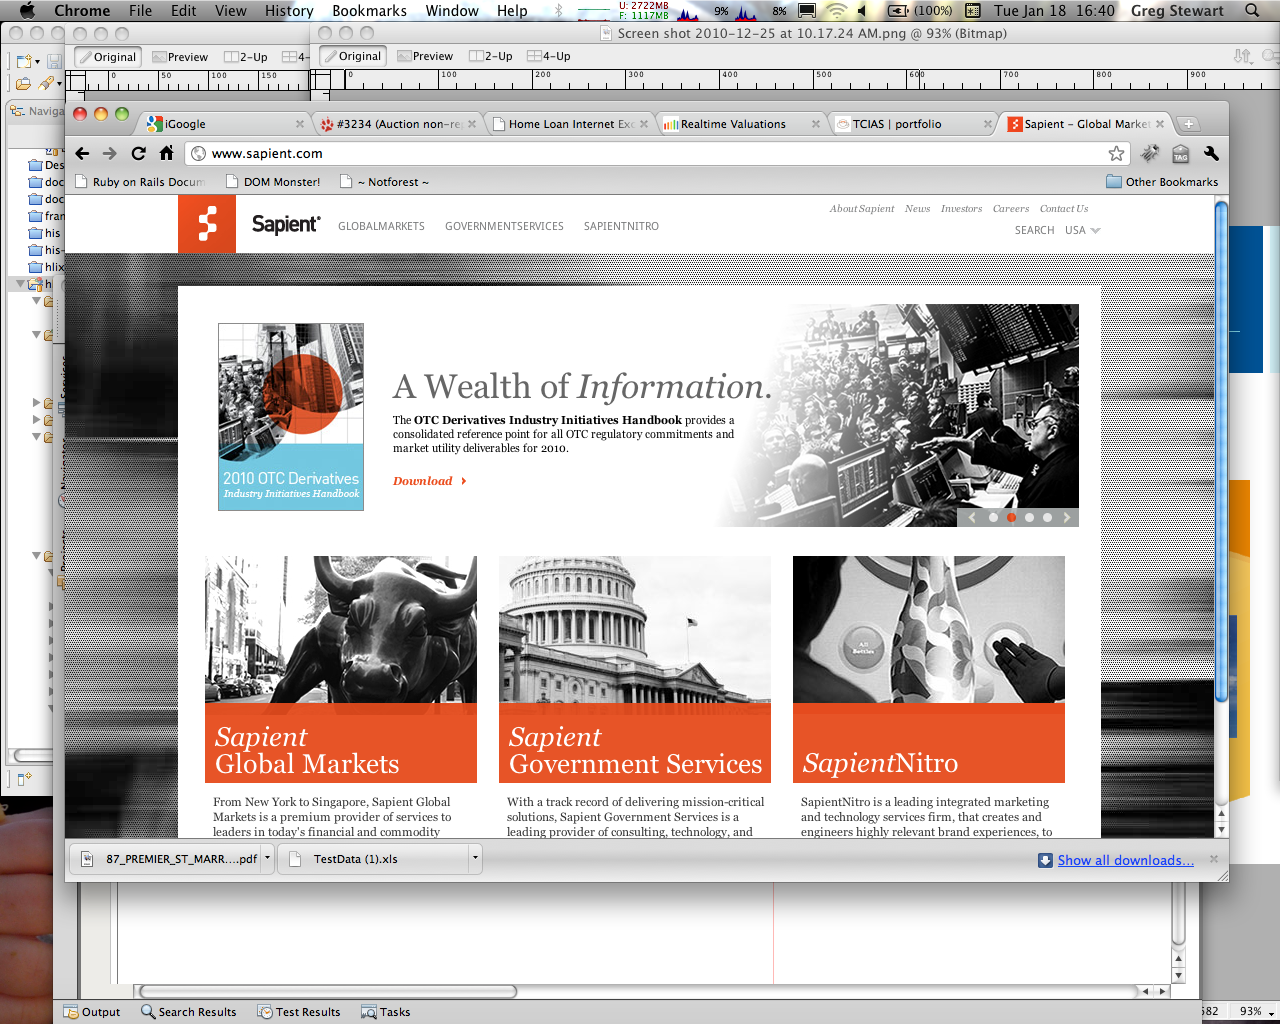 Chrome File Edit View History Bookmarks Window Help U: 2722MB F: 1117MB 9% 8% (100%) Tue Jan 18 16:40 Greg Stewart
Screen shot 2010-12-25 at 10.17.24 AM.png @ 93% (Bitmap)
Original Preview 2-Up 4- Original Preview 2-Up 4-Up
0 50 100 150 0 100 200 300 400 500 600 700 800 900
Naviga
iGoogle #3234 (Auction non-re Home Loan Internet Exc Realtime Valuations TCIAS | portfolio Sapient – Global Market
www.sapient.com
TAG
Ruby on Rails Docum DOM Monster! ~ Notforest ~ Other Bookmarks
Des
doc
doc
fran
his
his-
hlix
h
About Sapient News Investors Careers Contact Us
Sapient GLOBALMARKETS GOVERNMENTSERVICES SAPIENTNITRO
SEARCH USA
A Wealth of Information.
The OTC Derivatives Industry Initiatives Handbook provides a
consolidated reference point for all OTC regulatory commitments and
market utility deliverables for 2010.
Download
2010 OTC Derivatives
Industry Initiatives Handbook
All
Bottles
Sapient
Global Markets
Sapient
Government Services
SapientNitro
From New York to Singapore, Sapient Global
Markets is a premium provider of services to
leaders in today's financial and commodity
With a track record of delivering mission-critical
solutions, Sapient Government Services is a
leading provider of consulting, technology, and
SapientNitro is a leading integrated marketing
and technology services firm, that creates and
engineers highly relevant brand experiences, to
87_PREMIER_ST_MARR....pdf TestData (1).xls Show all downloads...
Output Search Results Test Results Tasks
582 93%